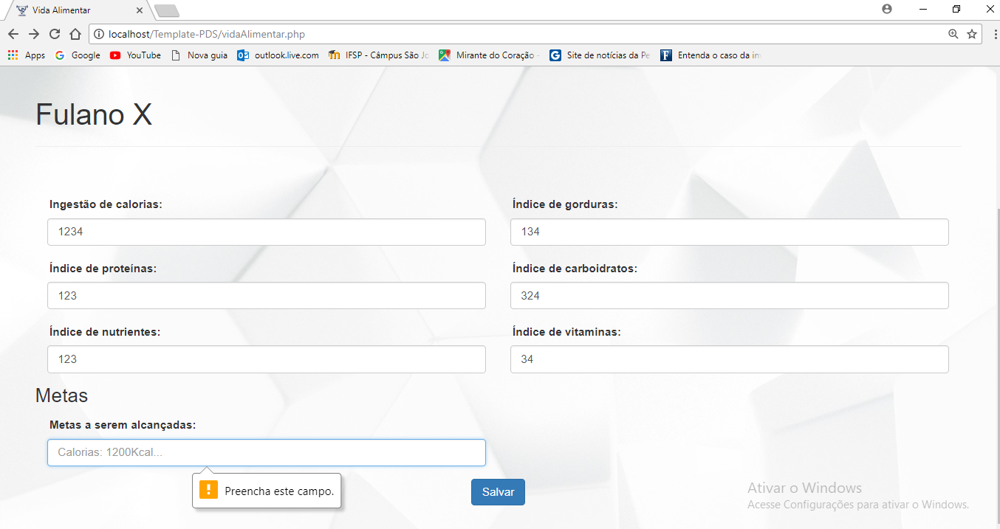 Vida Alimentar
localhost/Template-PDS/vidaAlimentar.php
Apps Google YouTube Nova guia outlook.live.com IFSP - Câmpus São Jo Mirante do Coração - Site de notícias da Pe Entenda o caso da in
Fulano X
Ingestão de calorias: Índice de gorduras:
1234 134
Índice de proteínas: Índice de carboidratos:
123 324
Índice de nutrientes: Índice de vitaminas:
123 34
Metas
Metas a serem alcançadas:
Calorias: 1200Kcal...
! Preencha este campo.
Salvar
Ativar o Windows
Acesse Configurações para ativar o Windows.